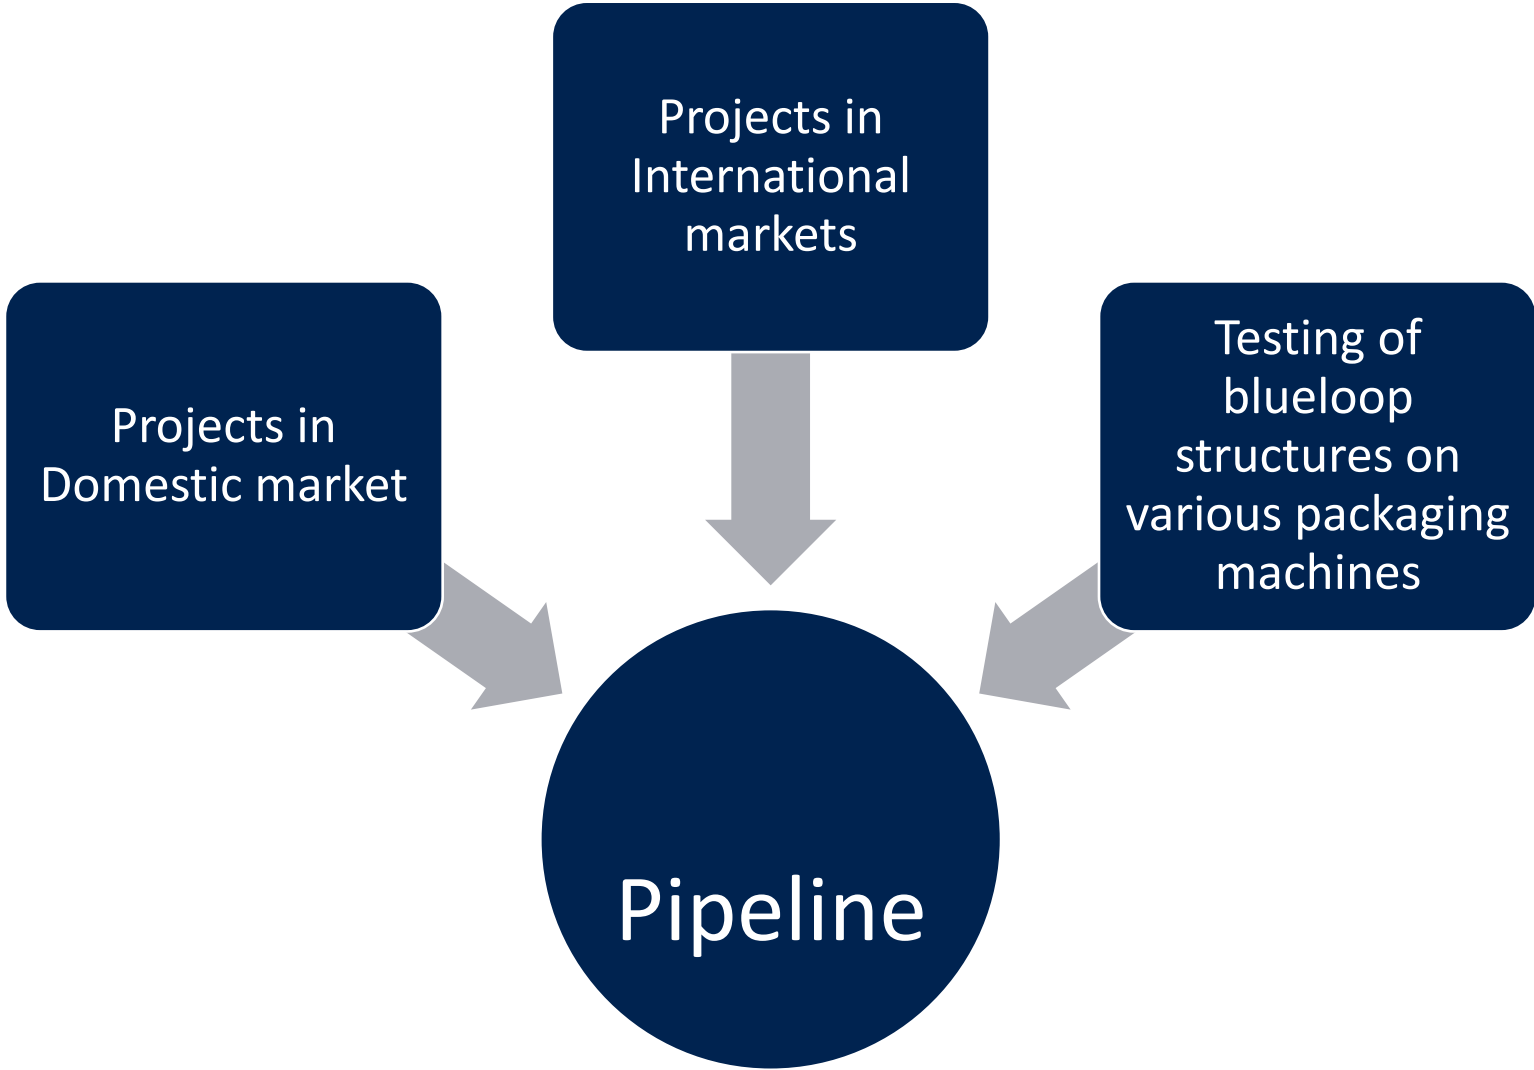 Projects in
International
markets
Projects in
Domestic market
Testing of
blueloop
structures on
various packaging
machines
Pipeline